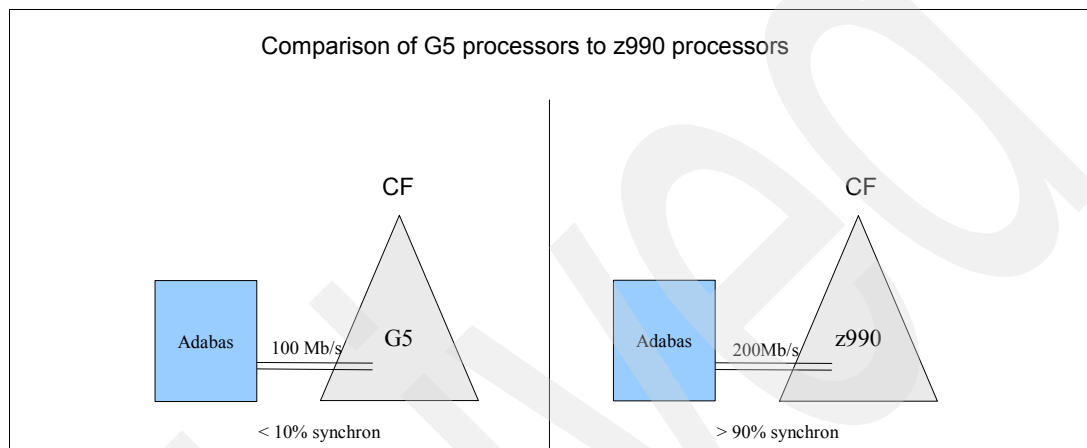 Comparison of G5 processors to z990 processors
CF
Adabas
100 Mb/s
G5
< 10% synchron
CF
Adabas
200Mb/s
z990
> 90% synchron